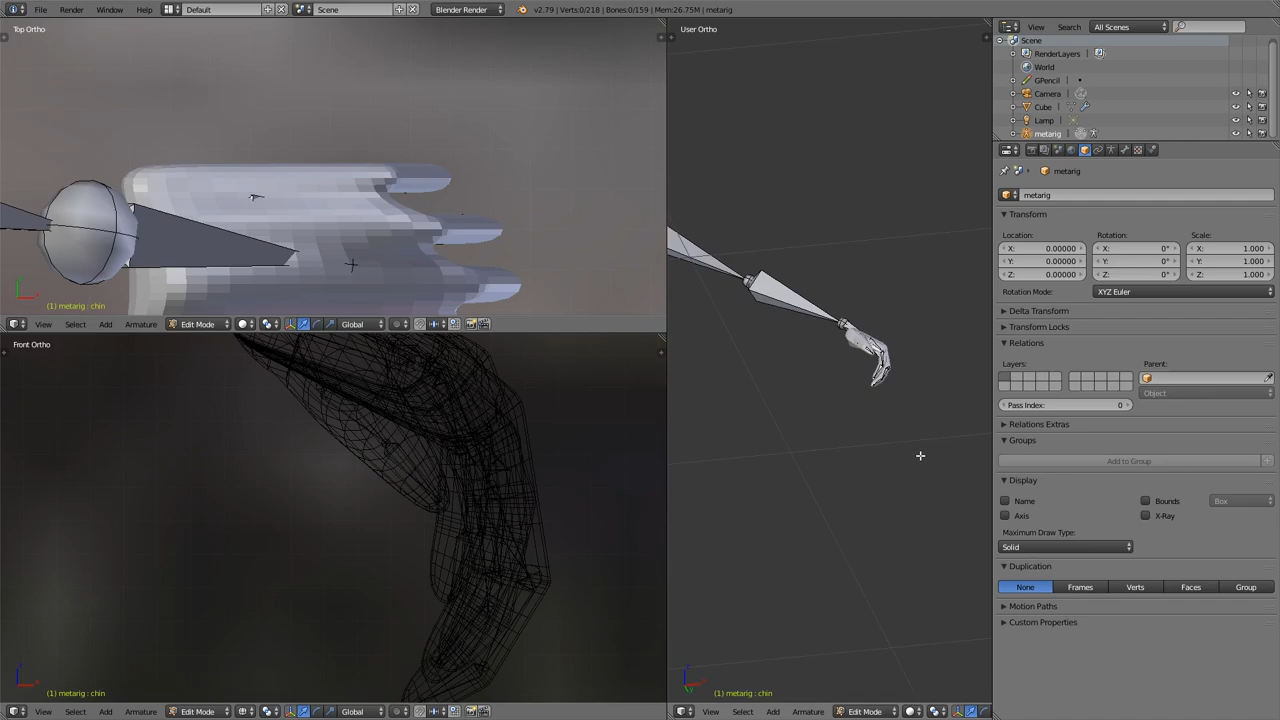 File Render Window Help Default Scene Blender Render v2.79 | Verts:0/218 | Bones:0/159 | Mem:26.75M | metarig
View Search All Scenes
Top Ortho
User Ortho
Scene
RenderLayers |
World
GPencil
Camera
Cube
Lamp
metarig
metarig
metarig
Transform
Location: Rotation: Scale:
X: 0.00000 X: 0° X: 1.000
Y: 0.00000 Y: 0° Y: 1.000
Z: 0.00000 Z: 0° Z: 1.000
Rotation Mode: XYZ Euler
(1) metarig : chin
Delta Transform
View Select Add Armature Edit Mode Global
Transform Locks
Front Ortho
Relations
Layers: Parent:
Object
Pass Index: 0
Relations Extras
Groups
Add to Group
Display
Name Bounds Box
Axis X-Ray
Maximum Draw Type:
Solid
Duplication
None Frames Verts Faces Group
Motion Paths
Custom Properties
(1) metarig : chin
(1) metarig : chin
View Select Add Armature Edit Mode Global
View Select Add Armature Edit Mode